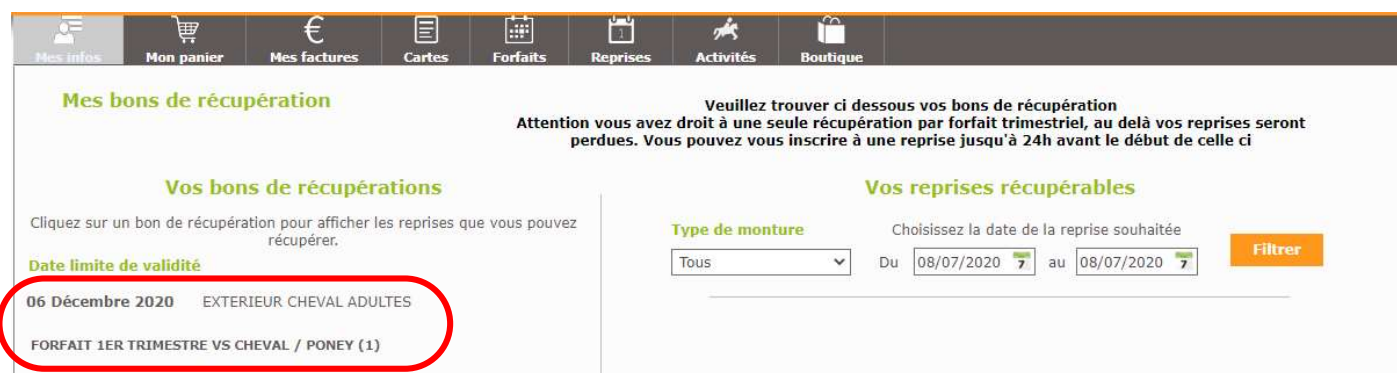 Mes infos
Mon panier
Mes factures
Cartes
Forfaits
Reprises
Activités
Boutique
Mes bons de récupération
Veuillez trouver ci dessous vos bons de récupération
Attention vous avez droit à une seule récupération par forfait trimestriel, au delà vos reprises seront
perdues. Vous pouvez vous inscrire à une reprise jusqu'à 24h avant le début de celle ci
Vos bons de récupérations
Cliquez sur un bon de récupération pour afficher les reprises que vous pouvez
récupérer.
Date limite de validité
06 Décembre 2020 EXTERIEUR CHEVAL ADULTES
FORFAIT 1ER TRIMESTRE VS CHEVAL / PONEY (1)
Vos reprises récupérables
Type de monture
Choisissez la date de la reprise souhaitée
Tous
Du 08/07/2020 7 au 08/07/2020 7
Filtrer